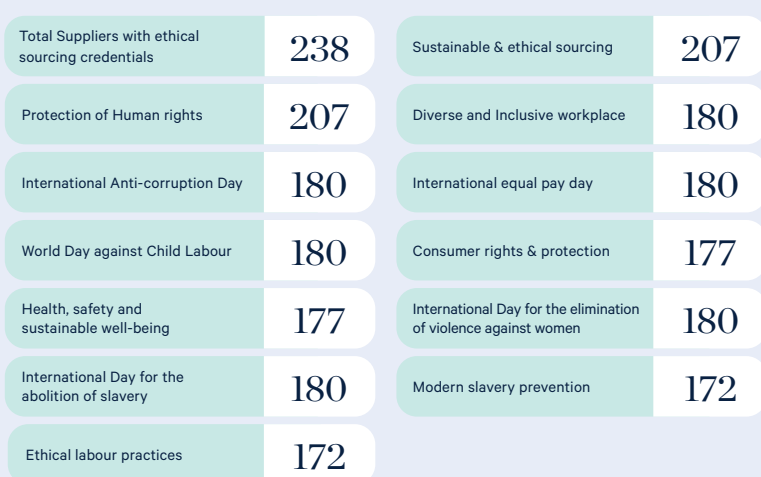 Total Suppliers with ethical
sourcing credentials
238
Sustainable & ethical sourcing
207
Protection of Human rights
207
Diverse and Inclusive workplace
180
International Anti-corruption Day
180
International equal pay day
180
World Day against Child Labour
180
Consumer rights & protection
177
Health, safety and
sustainable well-being
177
International Day for the elimination
of violence against women
180
International Day for the
abolition of slavery
180
Modern slavery prevention
172
Ethical labour practices
172